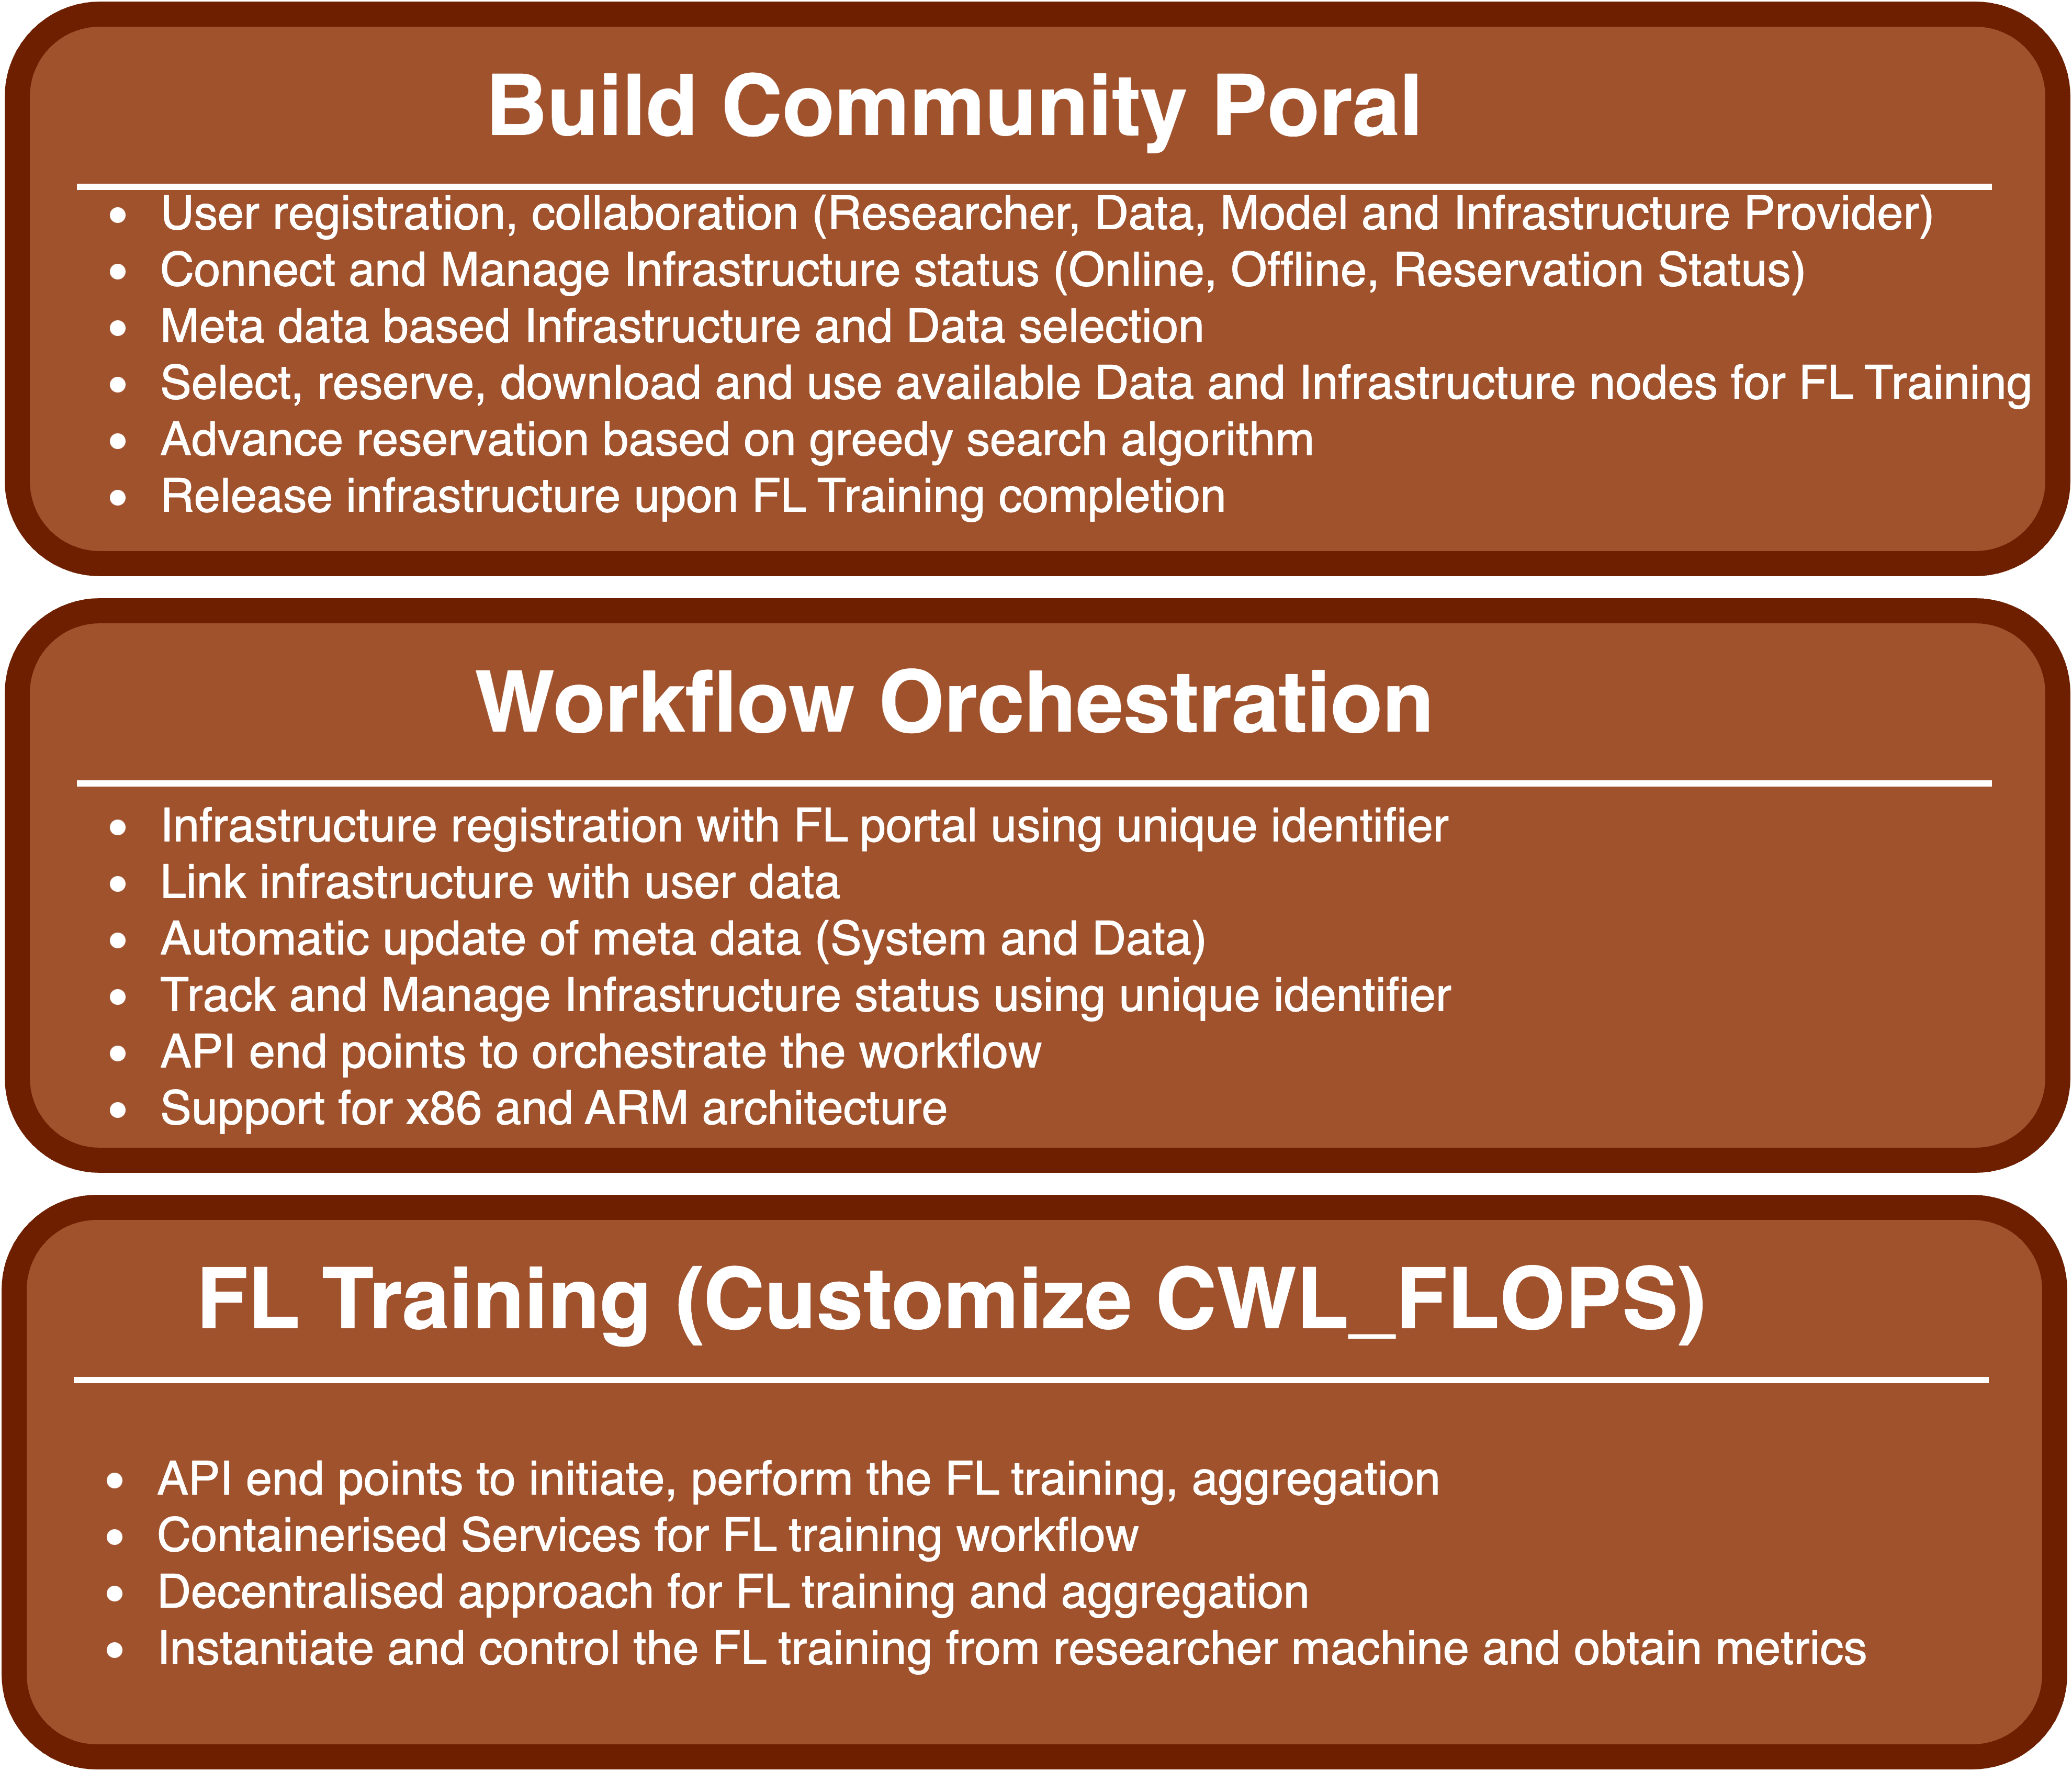 Build Community Poral
• User registration, collaboration (Researcher, Data, Model and Infrastructure Provider)
• Connect and Manage Infrastructure status (Online, Offline, Reservation Status)
• Meta data based Infrastructure and Data selection
• Select, reserve, download and use available Data and Infrastructure nodes for FL Training
• Advance reservation based on greedy search algorithm
• Release infrastructure upon FL Training completion
Workflow Orchestration
• Infrastructure registration with FL portal using unique identifier
• Link infrastructure with user data
• Automatic update of meta data (System and Data)
• Track and Manage Infrastructure status using unique identifier
• API end points to orchestrate the workflow
• Support for x86 and ARM architecture
FL Training (Customize CWL_FLOPS)
• API end points to initiate, perform the FL training, aggregation
• Containerised Services for FL training workflow
• Decentralised approach for FL training and aggregation
• Instantiate and control the FL training from researcher machine and obtain metrics